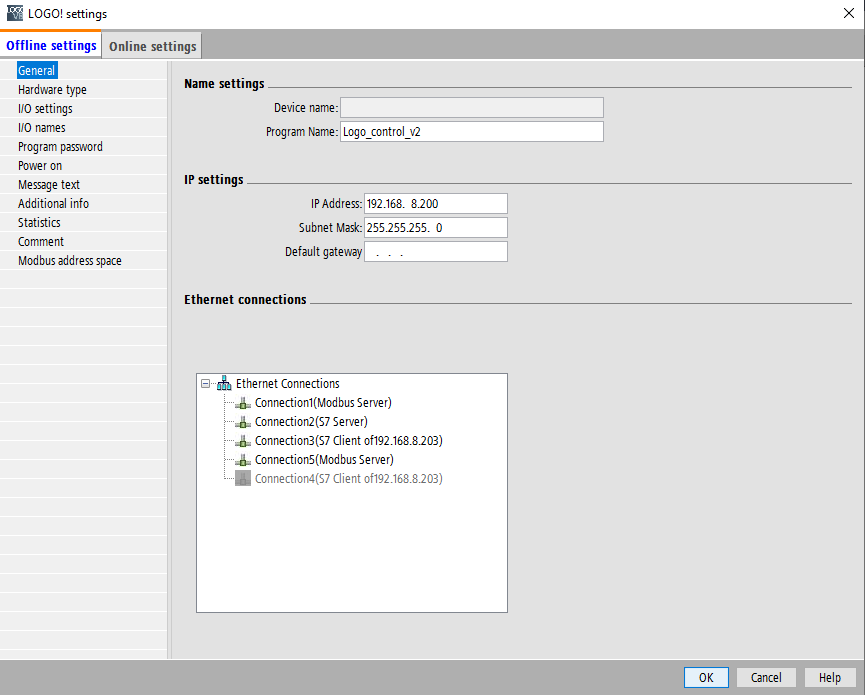 LOGO! settings
Offline settings
Online settings
General
Hardware type
I/O settings
I/O names
Program password
Power on
Message text
Additional info
Statistics
Comment
Modbus address space
Name settings
Device name:
Program Name: Logo_control_v2
IP settings
IP Address: 192.168. 8.200
Subnet Mask: 255.255.255. 0
Default gateway . . .
Ethernet connections
Ethernet Connections
Connection1(Modbus Server)
Connection2(S7 Server)
Connection3(S7 Client of192.168.8.203)
Connection5(Modbus Server)
Connection4(S7 Client of192.168.8.203)
OK
Cancel
Help